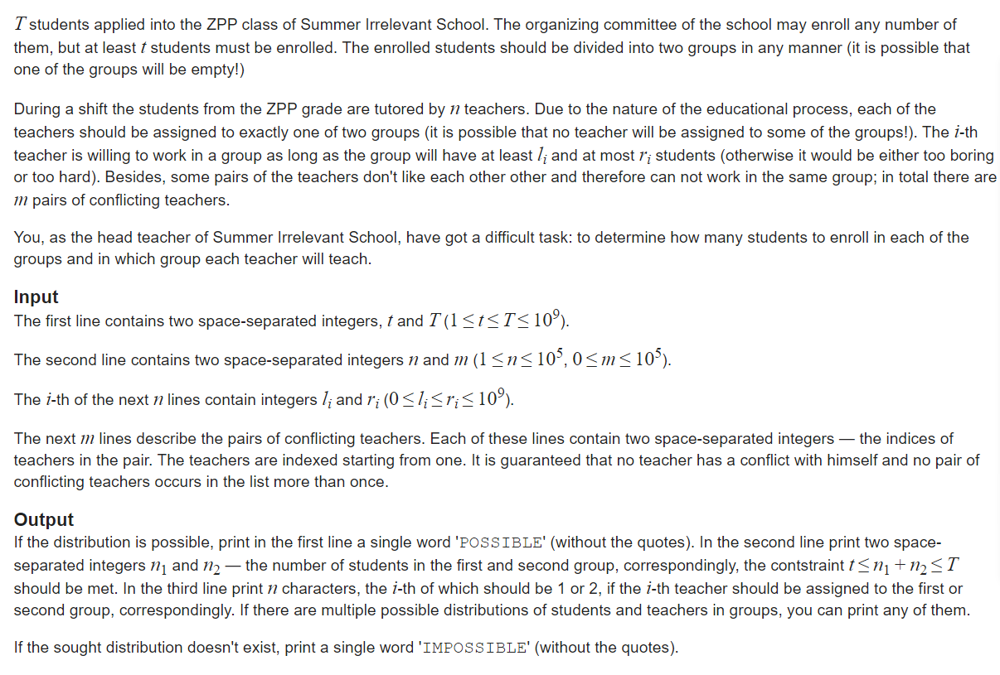 T students applied into the ZPP class of Summer Irrelevant School. The organizing committee of the school may enroll any number of
them, but at least t students must be enrolled. The enrolled students should be divided into two groups in any manner (it is possible that
one of the groups will be empty!)
During a shift the students from the ZPP grade are tutored by n teachers. Due to the nature of the educational process, each of the
teachers should be assigned to exactly one of two groups (it is possible that no teacher will be assigned to some of the groups!). The i-th
teacher is willing to work in a group as long as the group will have at least l_i and at most r_i students (otherwise it would be either too boring
or too hard). Besides, some pairs of the teachers don't like each other other and therefore can not work in the same group; in total there are
m pairs of conflicting teachers.
You, as the head teacher of Summer Irrelevant School, have got a difficult task: to determine how many students to enroll in each of the
groups and in which group each teacher will teach.
Input
The first line contains two space-separated integers, t and T (1 ≤ t ≤ T ≤ 10^9).
The second line contains two space-separated integers n and m (1 ≤ n ≤ 10^5, 0 ≤ m ≤ 10^5).
The i-th of the next n lines contain integers l_i and r_i (0 ≤ l_i ≤ r_i ≤ 10^9).
The next m lines describe the pairs of conflicting teachers. Each of these lines contain two space-separated integers — the indices of
teachers in the pair. The teachers are indexed starting from one. It is guaranteed that no teacher has a conflict with himself and no pair of
conflicting teachers occurs in the list more than once.
Output
If the distribution is possible, print in the first line a single word 'POSSIBLE' (without the quotes). In the second line print two space-
separated integers n_1 and n_2 — the number of students in the first and second group, correspondingly, the contstraint t ≤ n_1 + n_2 ≤ T
should be met. In the third line print n characters, the i-th of which should be 1 or 2, if the i-th teacher should be assigned to the first or
second group, correspondingly. If there are multiple possible distributions of students and teachers in groups, you can print any of them.
If the sought distribution doesn't exist, print a single word 'IMPOSSIBLE' (without the quotes).